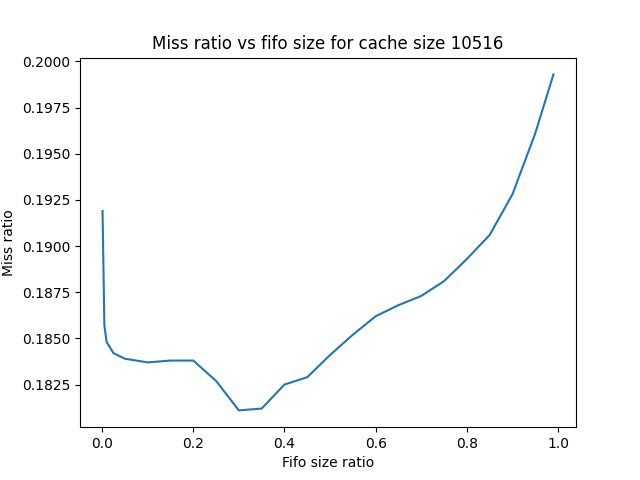 Miss ratio vs fifo size for cache size 10516
0.2000
0.1975
0.1950
0.1925
0.1900
0.1875
0.1850
0.1825
Miss ratio
0.0 0.2 0.4 0.6 0.8 1.0
Fifo size ratio